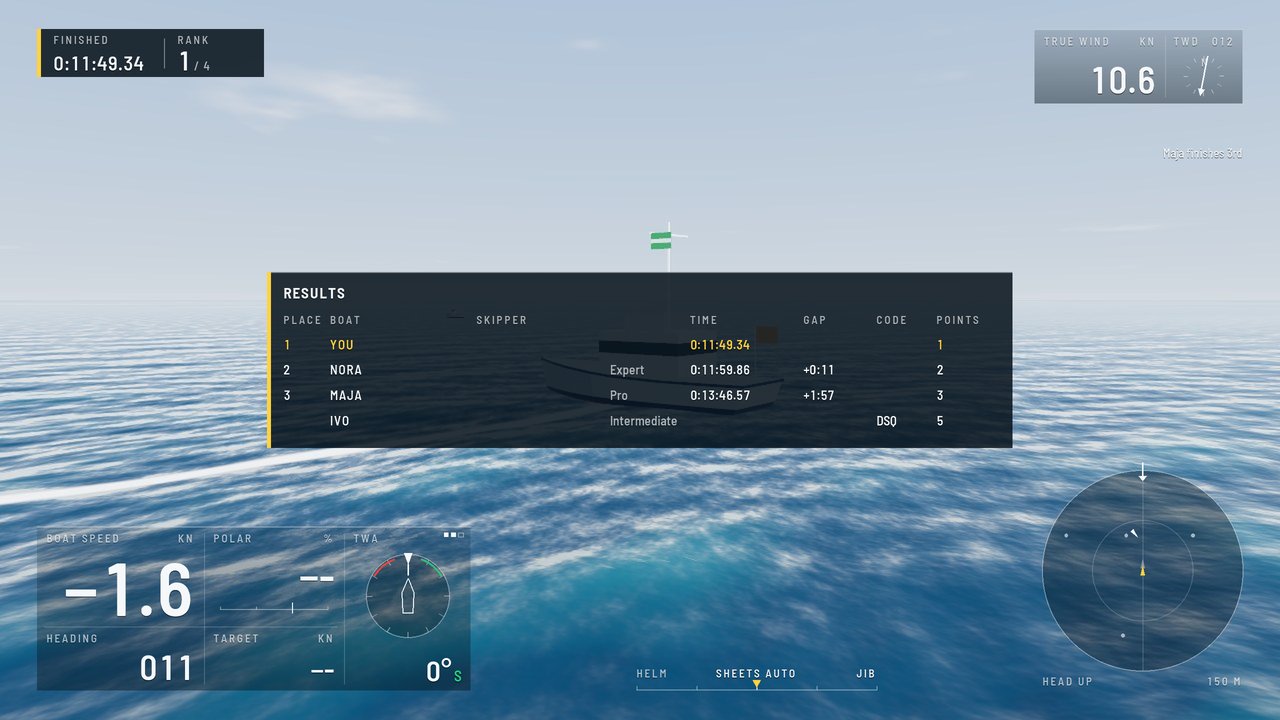 FINISHED RANK
0:11:49.34 1 / 4
TRUE WIND KN TWD 012
10.6
Maja finishes 3rd
RESULTS
PLACE BOAT SKIPPER TIME GAP CODE POINTS
1 YOU 0:11:49.34 1
2 NORA Expert 0:11:59.86 +0:11 2
3 MAJA Pro 0:13:46.57 +1:57 3
IVO Intermediate DSQ 5
BOAT SPEED KN POLAR % TWA
−1.6 --
HEADING TARGET KN
011 -- 0° S
HELM SHEETS AUTO JIB
HEAD UP 150 M